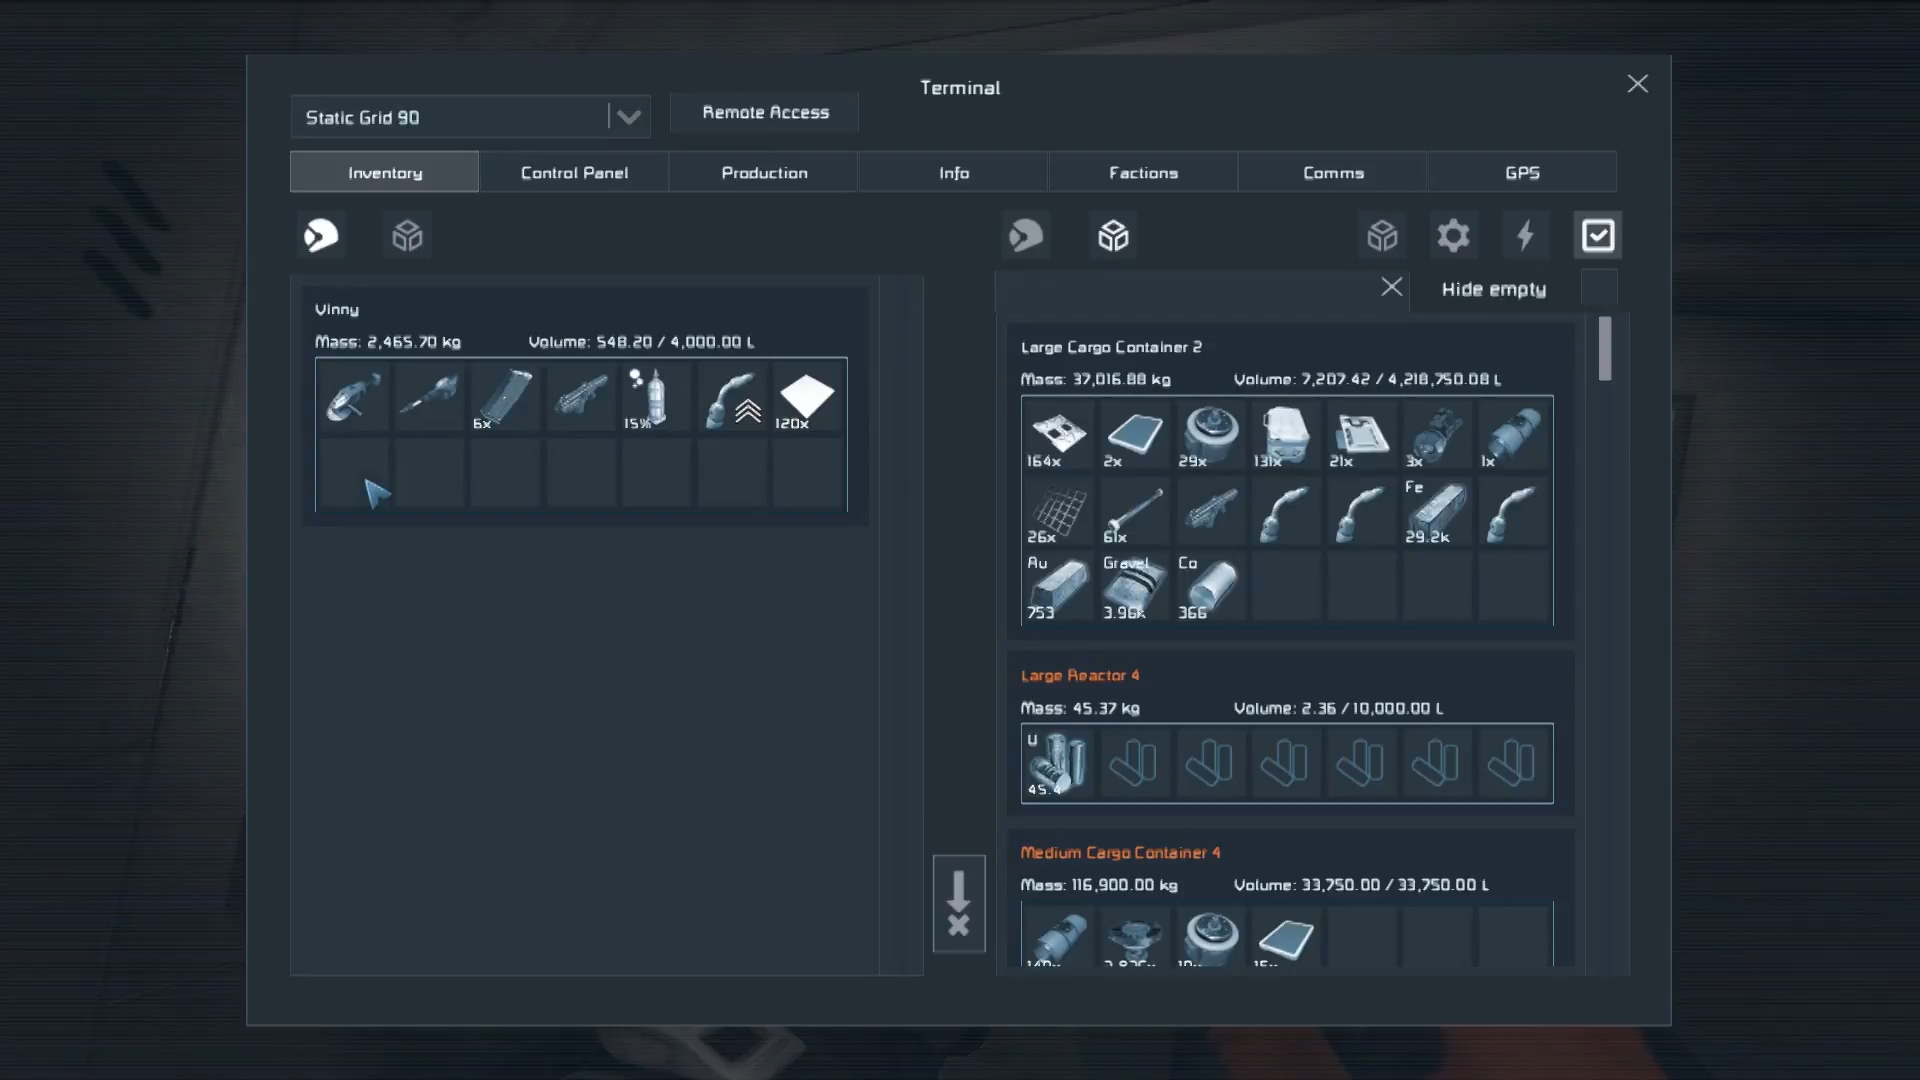 Terminal
Static Grid 90
Remote Access
Inventory
Control Panel
Production
Info
Factions
Comms
GPS
Hide empty
Vinny
Mass: 2,465.70 kg Volume: 548.20 / 4,000.00 L
6x 15% 120x
Large Cargo Container 2
Mass: 37,016.88 kg Volume: 7,207.42 / 4,218,750.08 L
164x 2x 29x 131x 21x 3x 1x
Fe
26x 61x 29.2k
Au Gravel Co
753 3.96k 366
Large Reactor 4
Mass: 45.37 kg Volume: 2.36 / 10,000.00 L
U
45.4
Medium Cargo Container 4
Mass: 116,900.00 kg Volume: 33,750.00 / 33,750.00 L